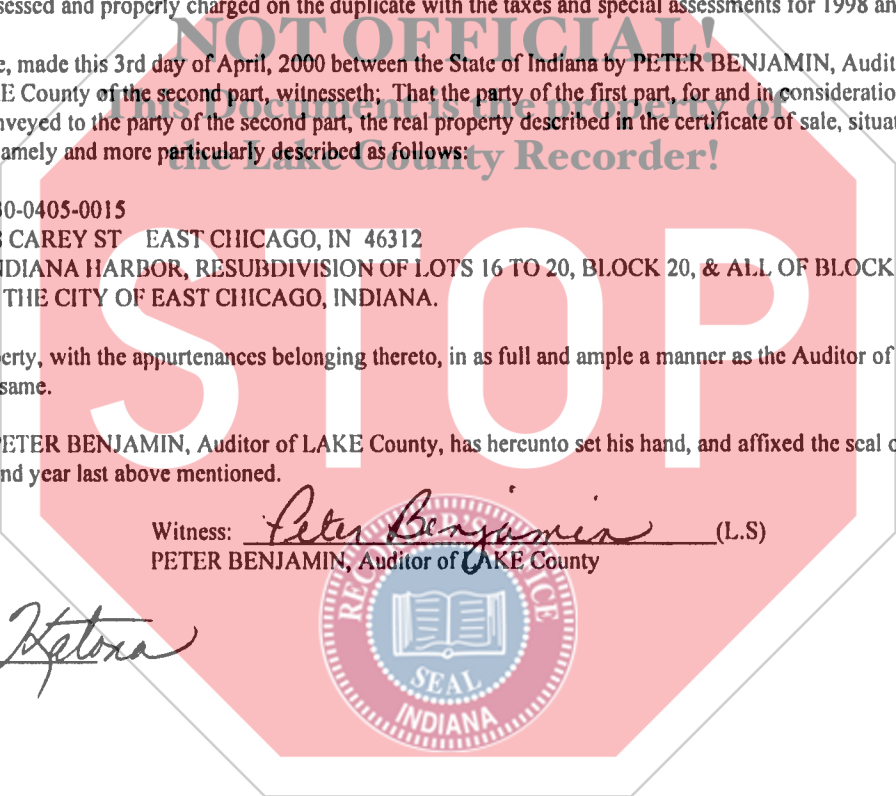 sessed and properly charged on the duplicate with the taxes and special assessments for 1998 an
NOT OFFICIAL!
e, made this 3rd day of April, 2000 between the State of Indiana by PETER BENJAMIN, Audit
E County of the second part, witnesseth; That the party of the first part, for and in consideratio
This Document is the property of
nveyed to the party of the second part, the real property described in the certificate of sale, situat
amely and more particularly described as follows:
the Lake County Recorder!
30-0405-0015
CAREY ST EAST CHICAGO, IN 46312
NDIANA HARBOR, RESUBDIVISION OF LOTS 16 TO 20, BLOCK 20, & ALL OF BLOCK
THE CITY OF EAST CHICAGO, INDIANA.
STOP
erty, with the appurtenances belonging thereto, in as full and ample a manner as the Auditor of
same.
PETER BENJAMIN, Auditor of LAKE County, has hereunto set his hand, and affixed the seal o
nd year last above mentioned.
Witness: Peter Benjamin (L.S)
PETER BENJAMIN, Auditor of LAKE County
RECORDER'S OFFICE
Katona
SEAL
INDIANA